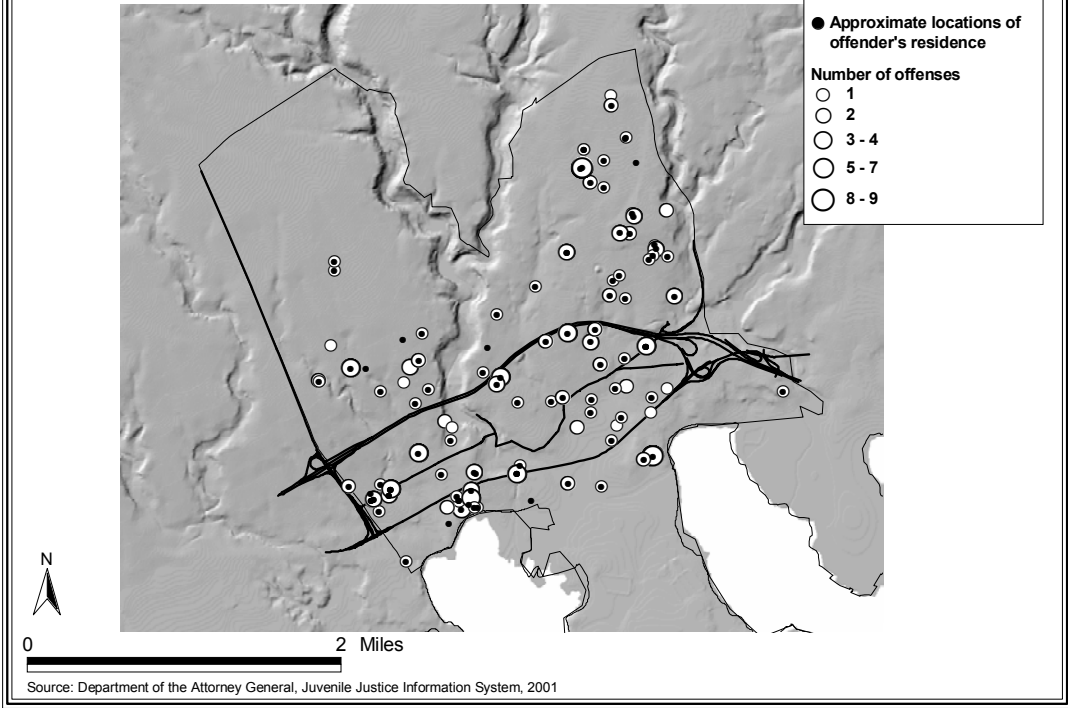 Approximate locations of
offender's residence
Number of offenses
1
2
3 - 4
5 - 7
8 - 9
N
0 2 Miles
Source: Department of the Attorney General, Juvenile Justice Information System, 2001